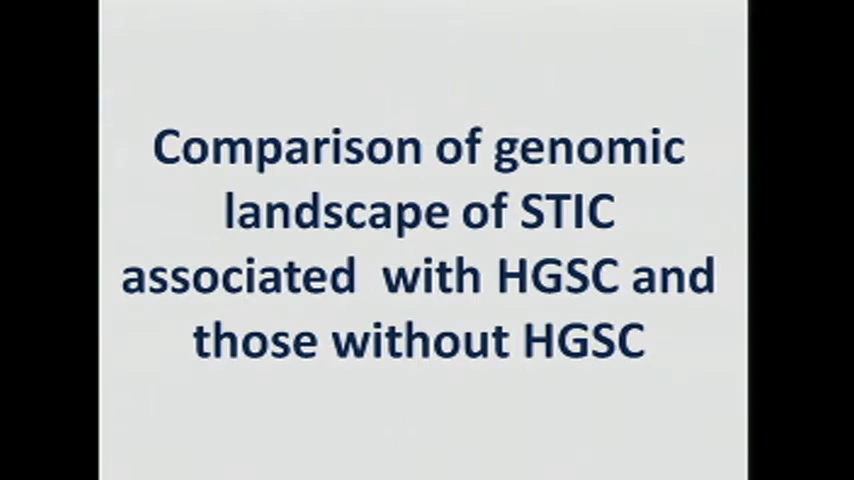 Comparison of genomic
landscape of STIC
associated  with HGSC and
those without HGSC